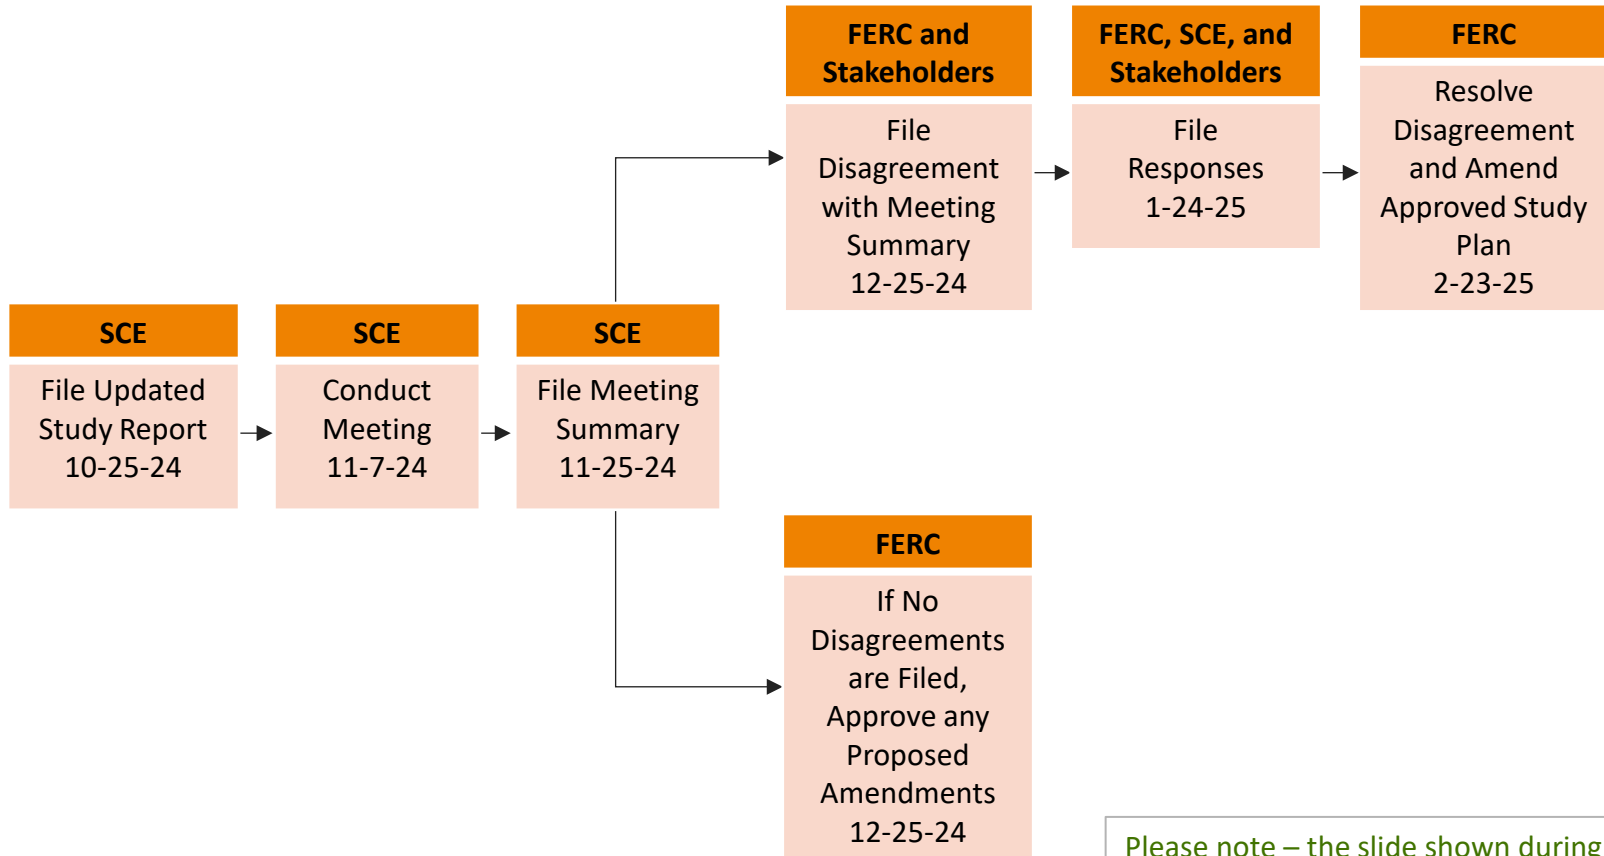 SCE
File Updated
Study Report
10-25-24
SCE
Conduct
Meeting
11-7-24
SCE
File Meeting
Summary
11-25-24
FERC and
Stakeholders
File
Disagreement
with Meeting
Summary
12-25-24
FERC, SCE, and
Stakeholders
File
Responses
1-24-25
FERC
Resolve
Disagreement
and Amend
Approved Study
Plan
2-23-25
FERC
If No
Disagreements
are Filed,
Approve any
Proposed
Amendments
12-25-24
Please note – the slide shown during